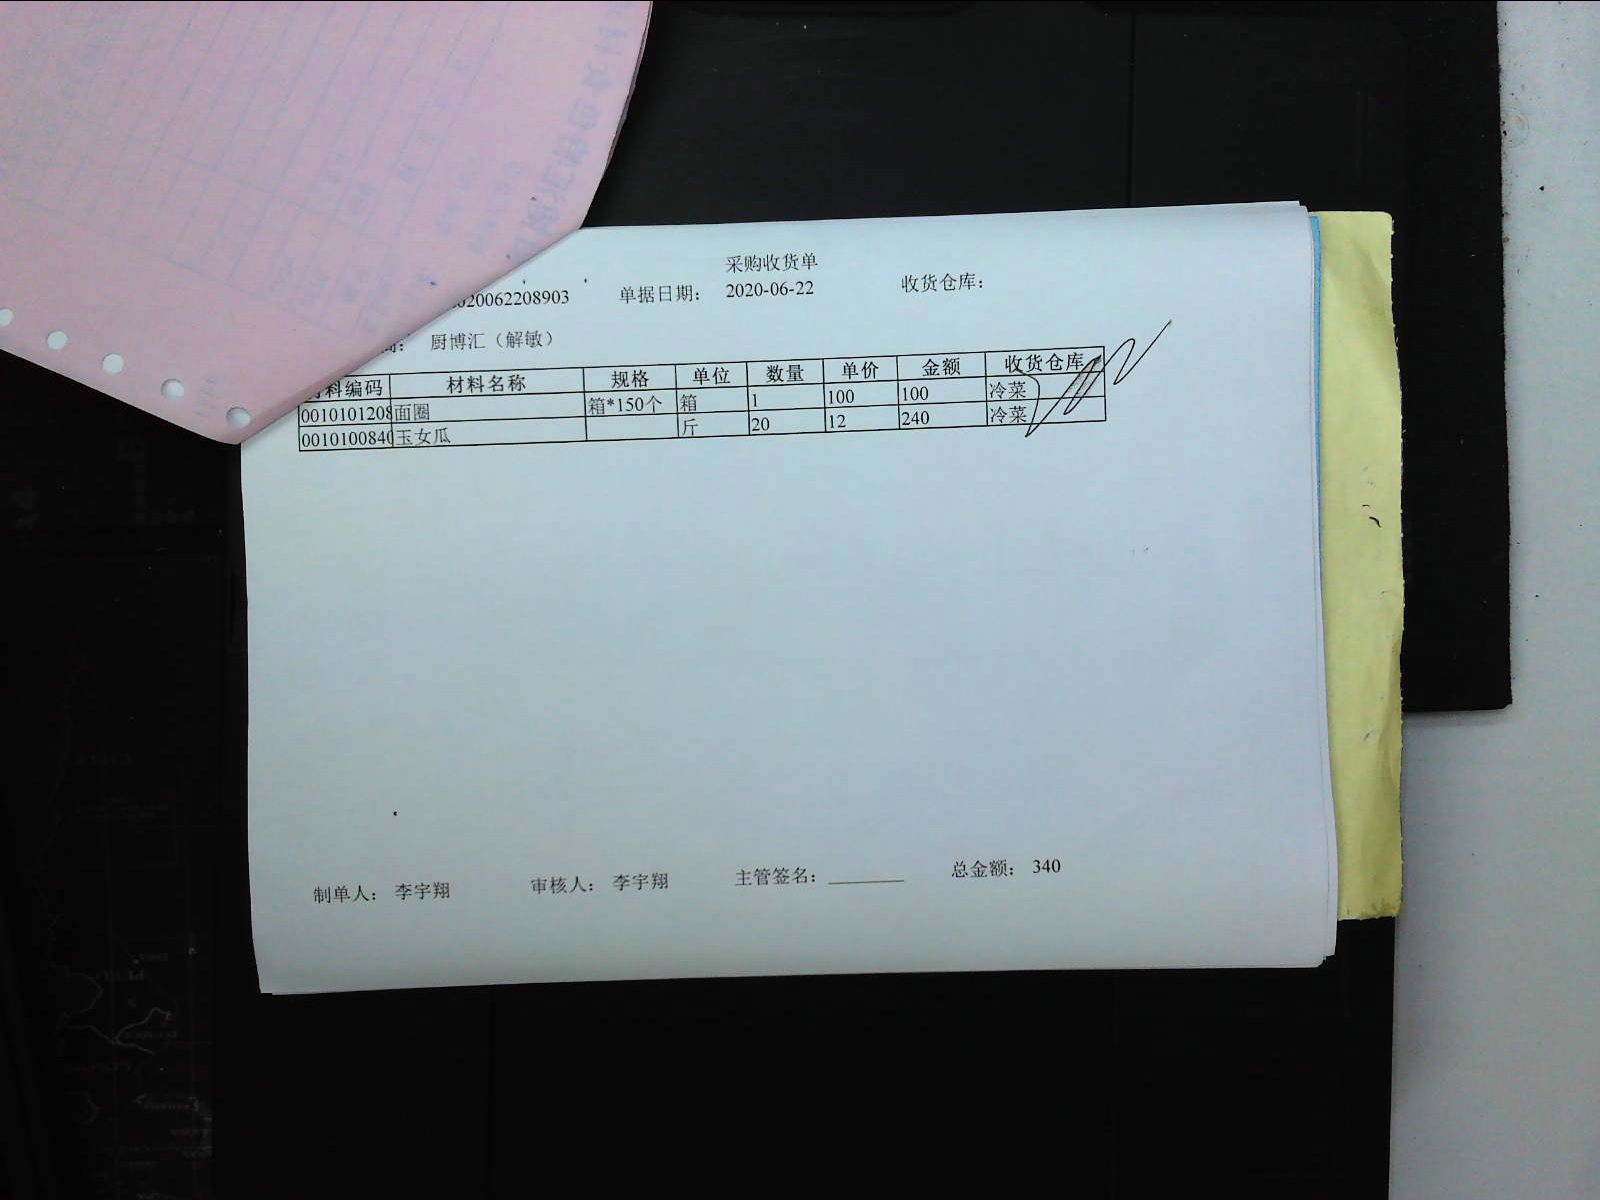 采购收货单
20062208903 单据日期： 2020-06-22 收货仓库：
厨博汇（解敏）
料编码 材料名称 规格 单位 数量 单价 金额 收货仓库
0010101208 面圈 箱*150个 箱 1 100 100 冷菜
001010084 玉女瓜 斤 20 12 240 冷菜
制单人： 李宇翔 审核人： 李宇翔 主管签名：________ 总金额： 340